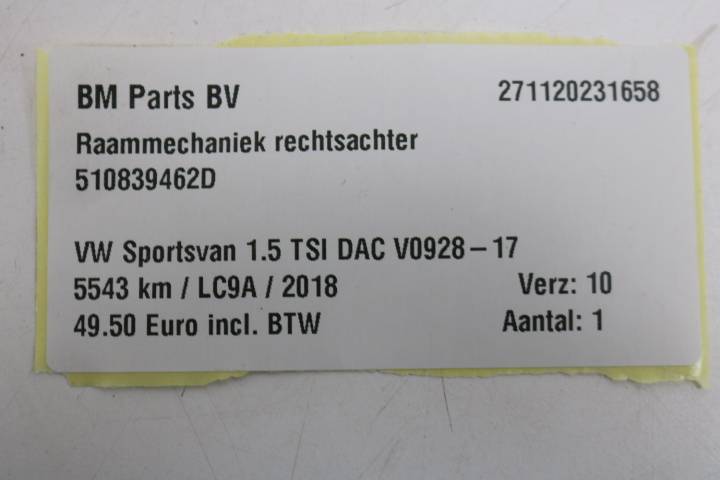 BM Parts BV 271120231658
Raammechaniek rechtsachter
510839462D
VW Sportsvan 1.5 TSI DAC V0928-17
5543 km / LC9A / 2018 Verz: 10
49.50 Euro incl. BTW Aantal: 1